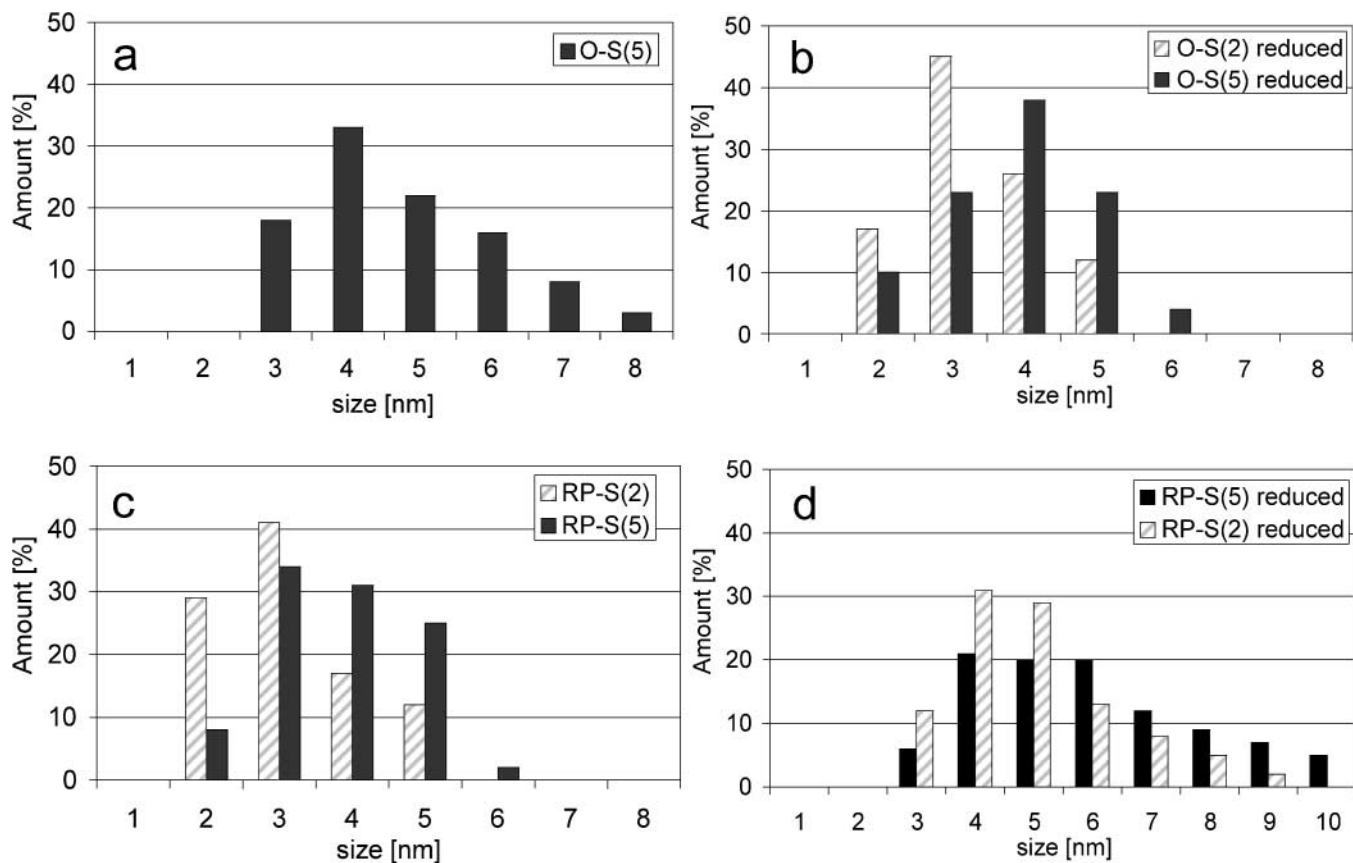 a
O-S(5)
Amount [%]
50
40
30
20
10
0
1 2 3 4 5 6 7 8
size [nm]
b
O-S(2) reduced
O-S(5) reduced
Amount [%]
50
40
30
20
10
0
1 2 3 4 5 6 7 8
size [nm]
c
RP-S(2)
RP-S(5)
Amount [%]
50
40
30
20
10
0
1 2 3 4 5 6 7 8
size [nm]
d
RP-S(5) reduced
RP-S(2) reduced
Amount [%]
50
40
30
20
10
0
1 2 3 4 5 6 7 8 9 10
size [nm]